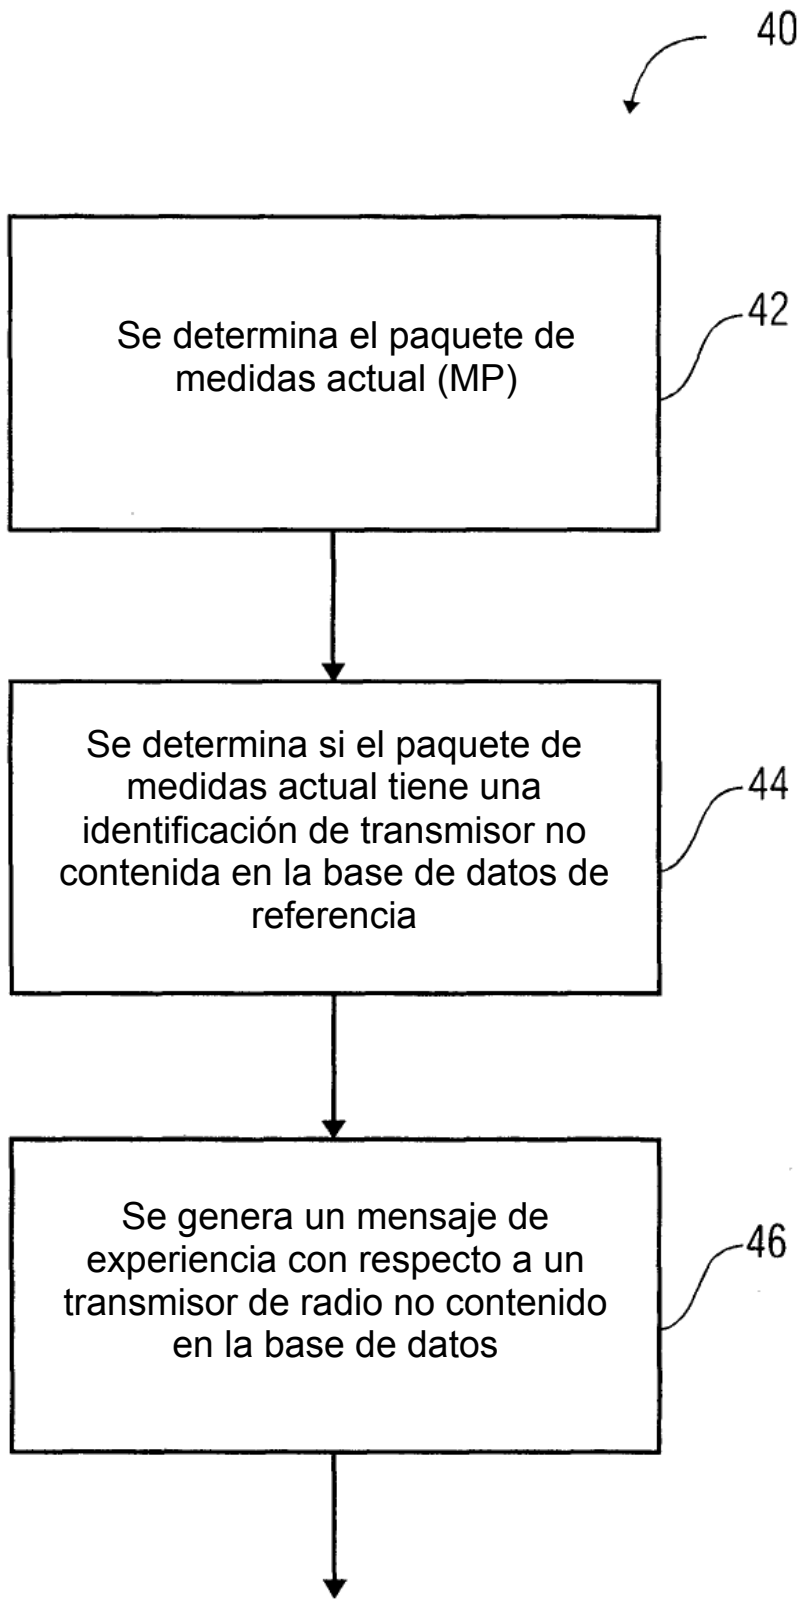 40
Se determina el paquete de
medidas actual (MP)
42
Se determina si el paquete de
medidas actual tiene una
identificación de transmisor no
contenida en la base de datos de
referencia
44
Se genera un mensaje de
experiencia con respecto a un
transmisor de radio no contenido
en la base de datos
46